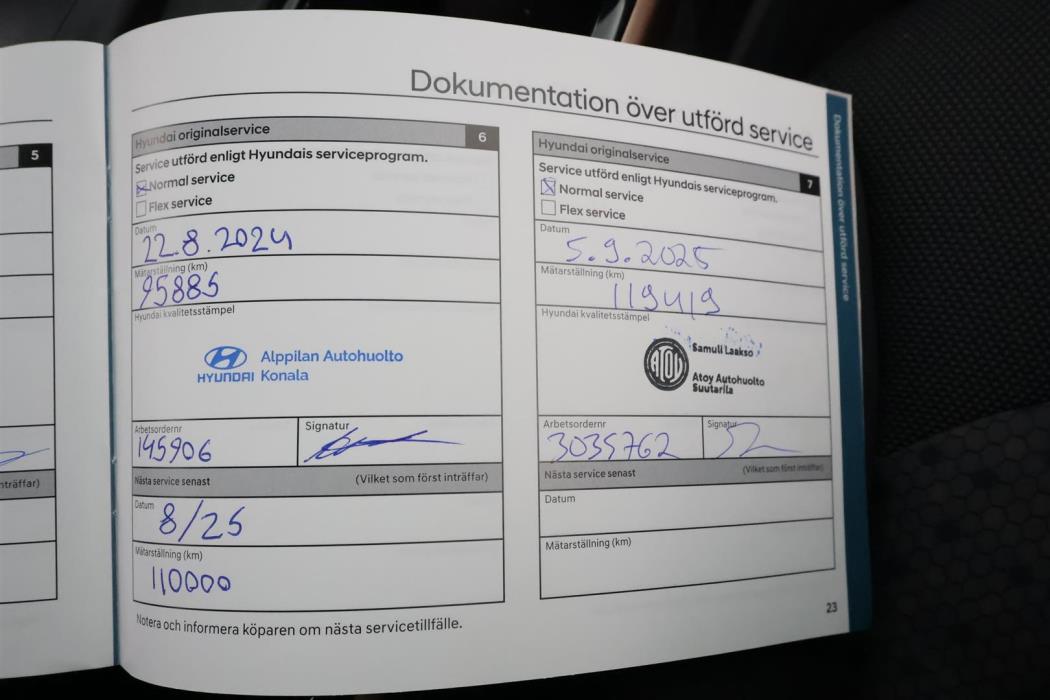 Dokumentation över utförd service
5
nträffar)
Hyundai originalservice 6
Service utförd enligt Hyundais serviceprogram.
Normal service
Flex service
Datum
22.8.2024
Mätarställning (km)
95885
Hyundai kvalitetsstämpel
HYUNDAI Alppilan Autohuolto
Konala
Arbetsordernr
145906
Signatur
Nästa service senast (Vilket som först inträffar)
Datum
8/25
Mätarställning (km)
110000
Notera och informera köparen om nästa servicetillfälle.
Hyundai originalservice 7
Service utförd enligt Hyundais serviceprogram.
Normal service
Flex service
Datum
5.9.2025
Mätarställning (km)
119419
Hyundai kvalitetsstämpel
ATOY
Samuli Laakso
Atoy Autohuolto
Suutarila
Arbetsordernr
3035762
Signatur
Nästa service senast (Vilket som först inträffar)
Datum
Mätarställning (km)
23
Dokumentation över utförd service